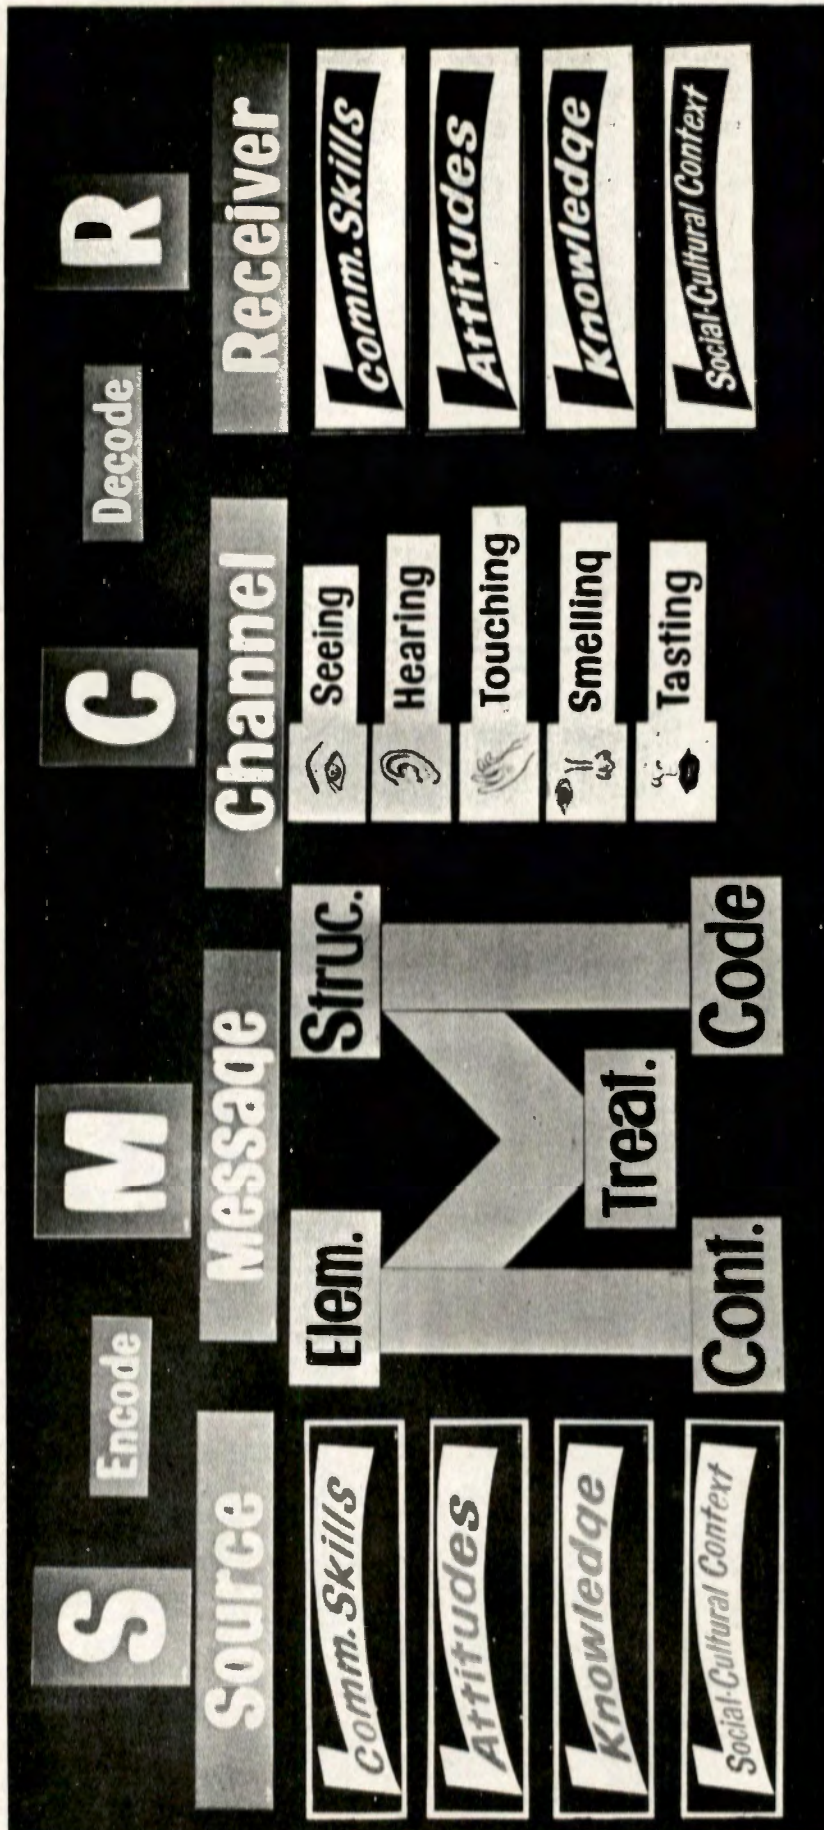 S
Encode
M
C
Decode
R
Source
Message
Channel
Receiver
Comm. Skills
Attitudes
Knowledge
Social-Cultural Context
Elem.
Struc.
Treat.
Cont.
Code
Seeing
Hearing
Touching
Smelling
Tasting
Comm. Skills
Attitudes
Knowledge
Social-Cultural Context